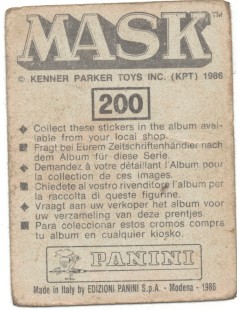 MASK™
© KENNER PARKER TOYS INC. (KPT) 1986
200
◆ Collect these stickers in the album avai-
lable from your local shop.
■ Fragt bei Eurem Zeitschriftenhändler nach
dem Album für diese Serie.
◆ Demandez à votre détaillant l'Album pour
la collection de ces images.
■ Chiedete al vostro rivenditore l'album per
la raccolta di queste figurine.
◆ Vraagt aan uw verkoper het album voor
uw verzameling van deze prentjes.
■ Para coleccionar estos cromos compra
tu album en cualquier kiosko.
PANINI
Made in Italy by EDIZIONI PANINI S.p.A. - Modena - 1986